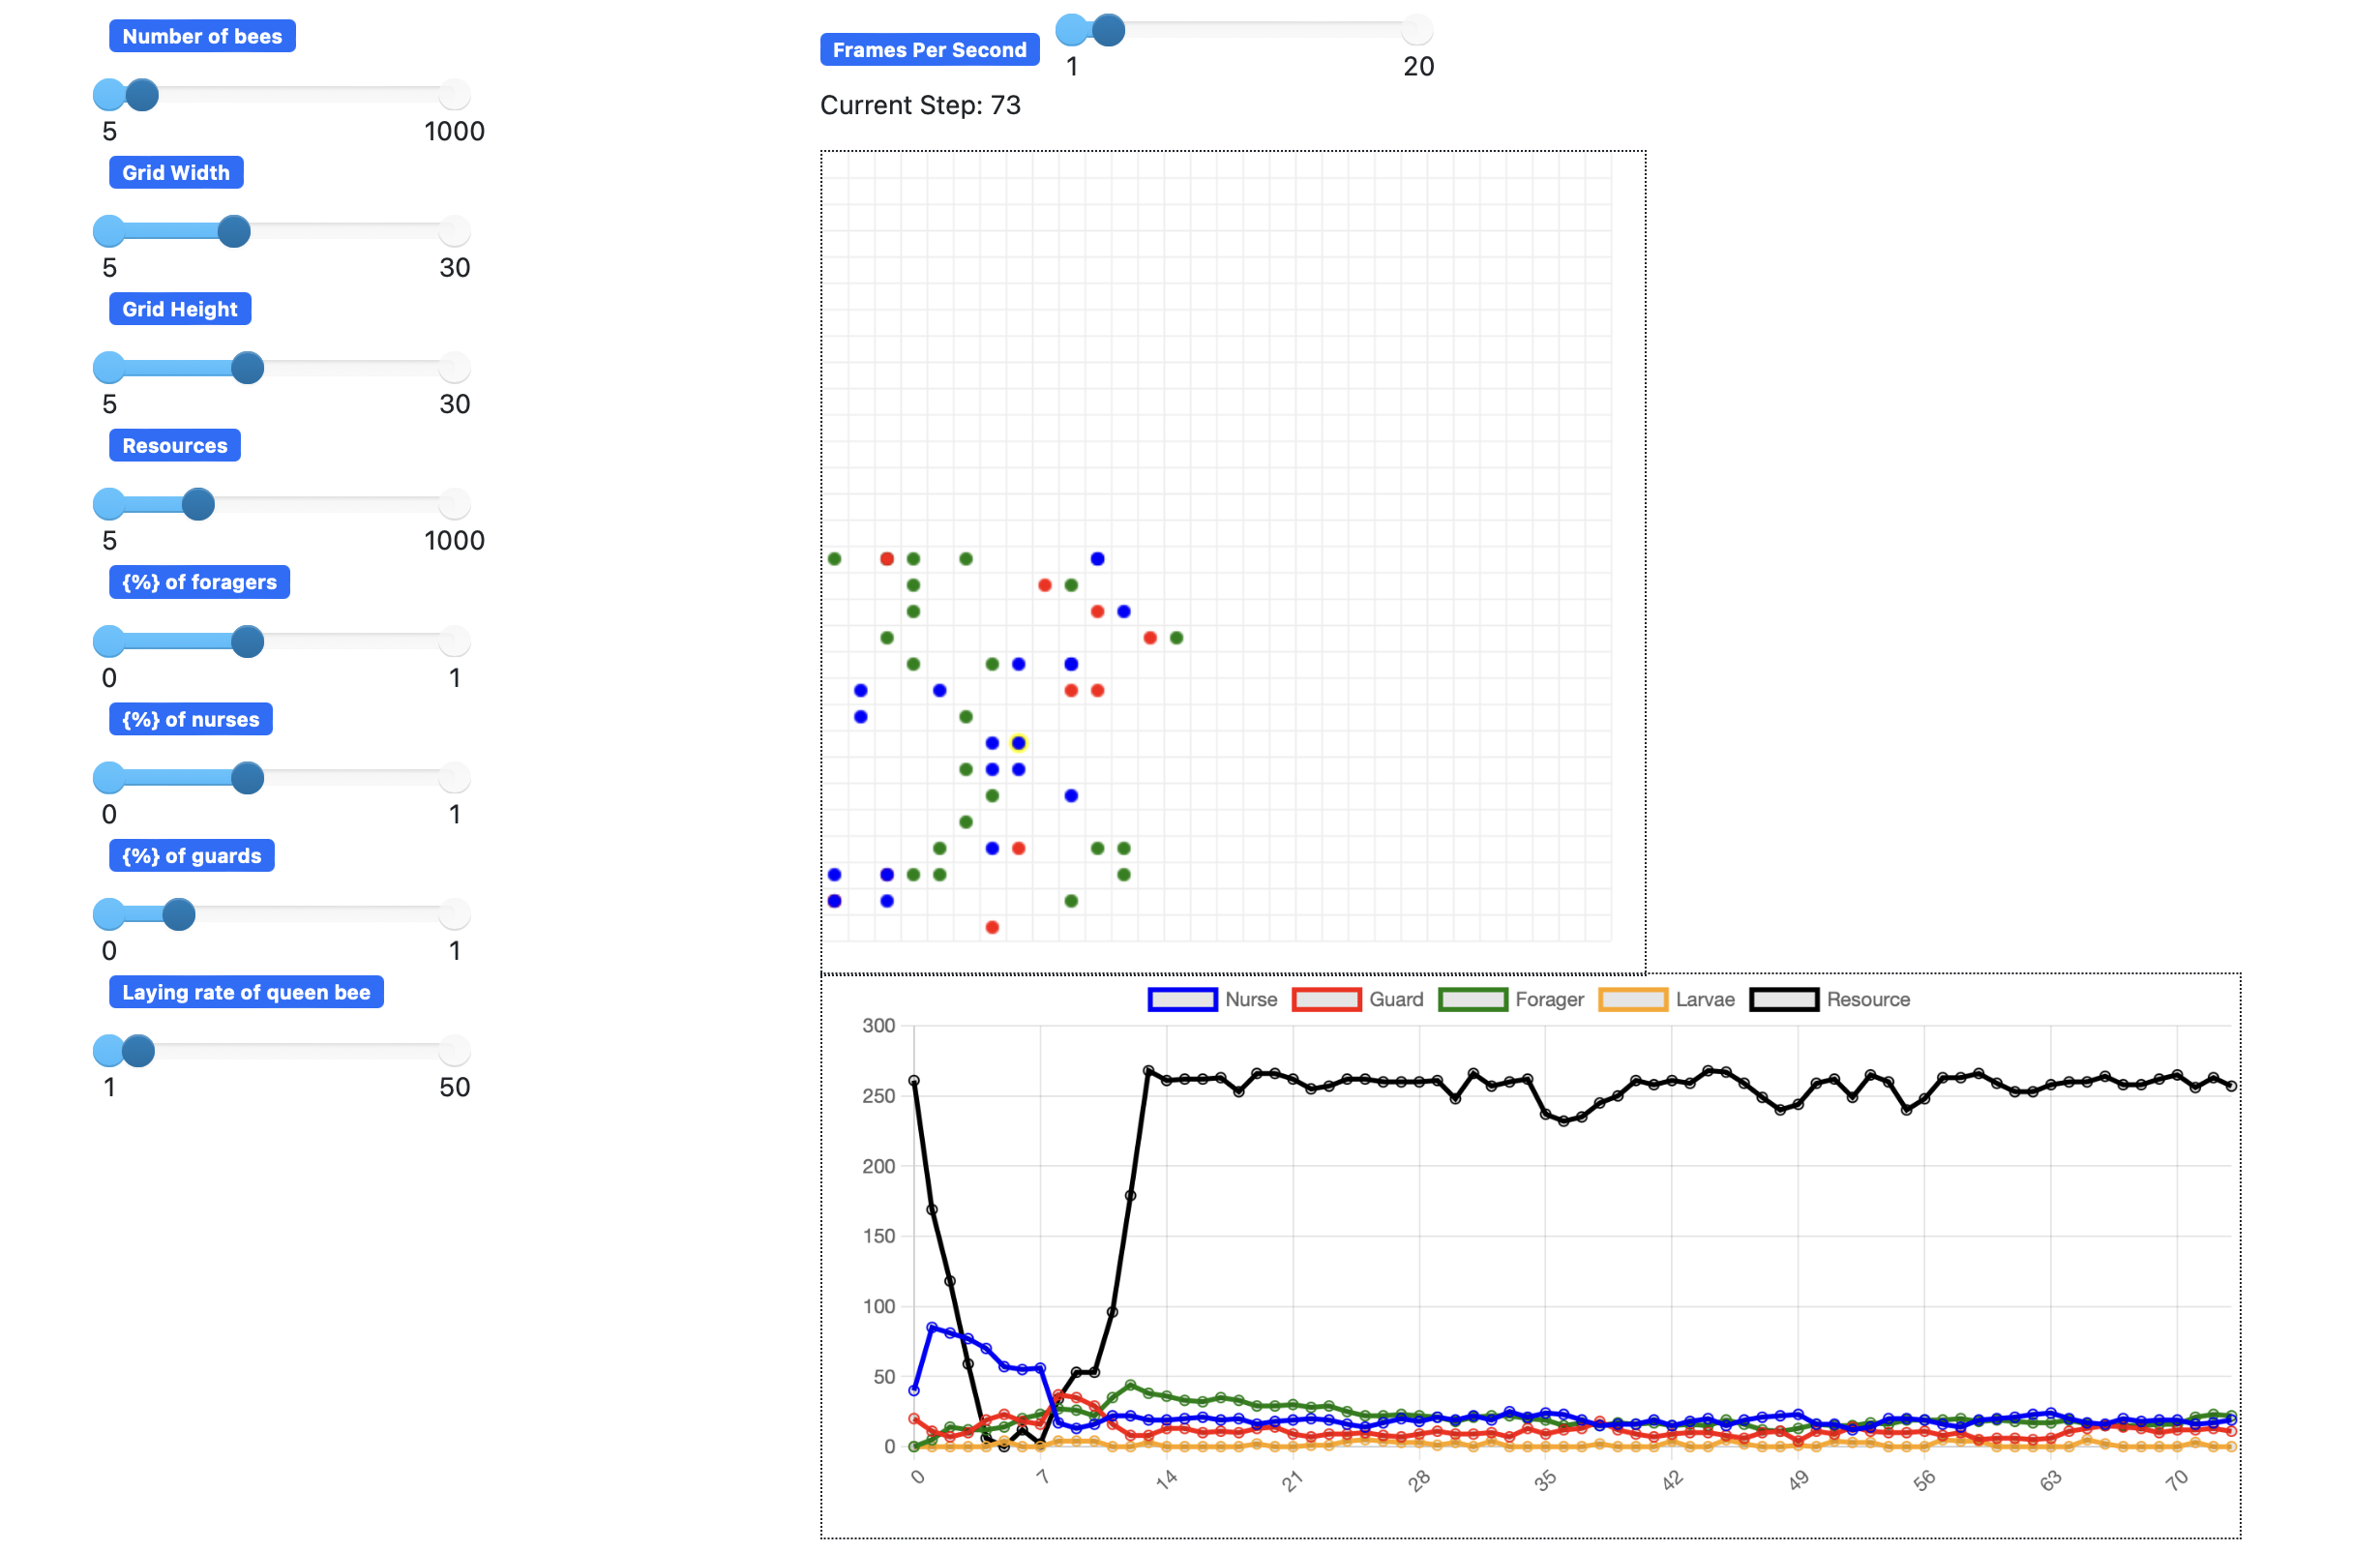 Number of bees
5 1000
Grid Width
5 30
Grid Height
5 30
Resources
5 1000
{%} of foragers
0 1
{%} of nurses
0 1
{%} of guards
0 1
Laying rate of queen bee
1 50
Frames Per Second
1 20
Current Step: 73
Nurse Guard Forager Larvae Resource
300
250
200
150
100
50
0
0 7 14 21 28 35 42 49 56 63 70